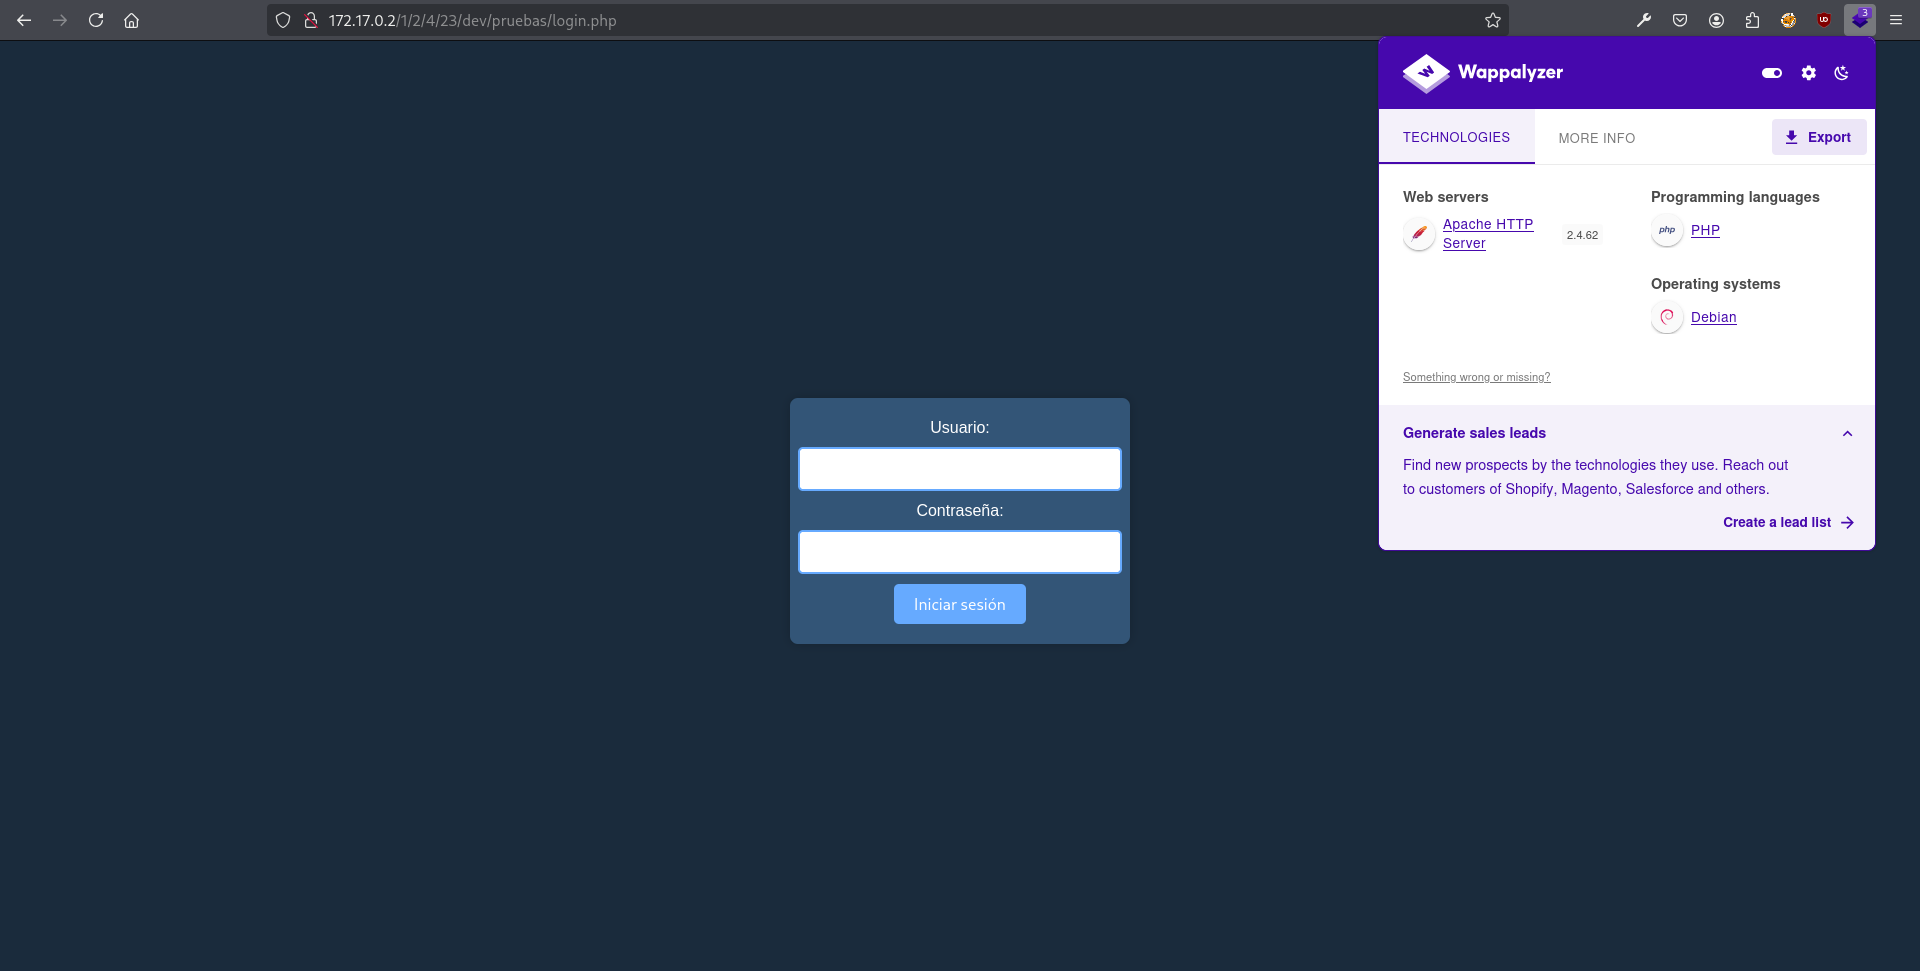 172.17.0.2/1/2/4/23/dev/pruebas/login.php
3
Wappalyzer
TECHNOLOGIES
MORE INFO
Export
Web servers
Apache HTTP
Server
2.4.62
Programming languages
php
PHP
Operating systems
Debian
Something wrong or missing?
Generate sales leads
Find new prospects by the technologies they use. Reach out
to customers of Shopify, Magento, Salesforce and others.
Create a lead list
Usuario:
Contraseña:
Iniciar sesión